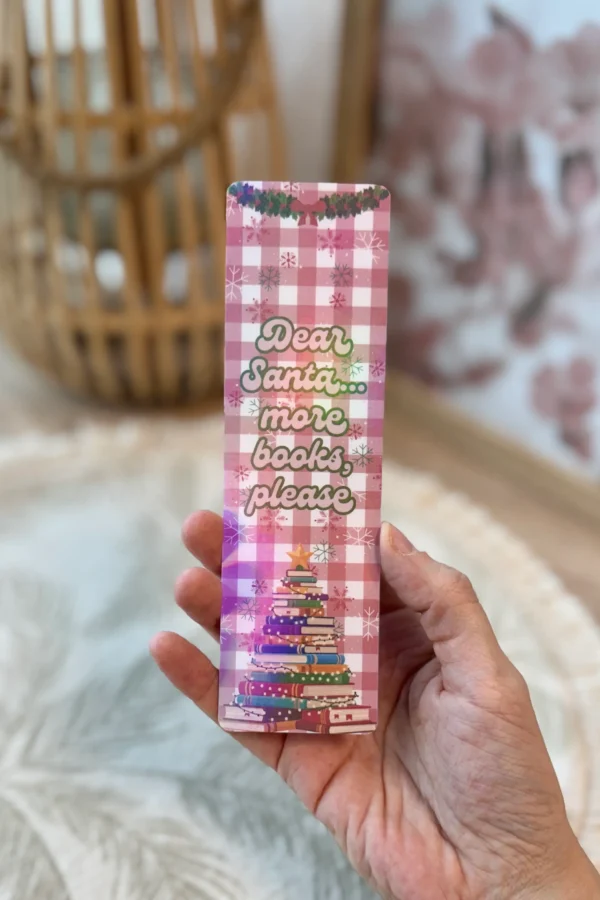 Dear
Santa...
more
books,
please